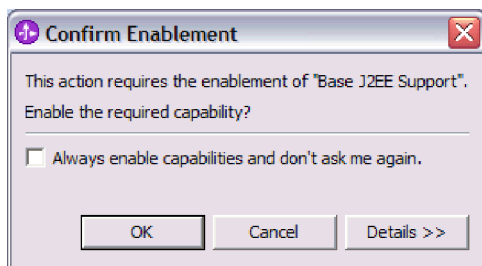 Confirm Enablement
This action requires the enablement of "Base J2EE Support".
Enable the required capability?
Always enable capabilities and don't ask me again.
OK Cancel Details >>